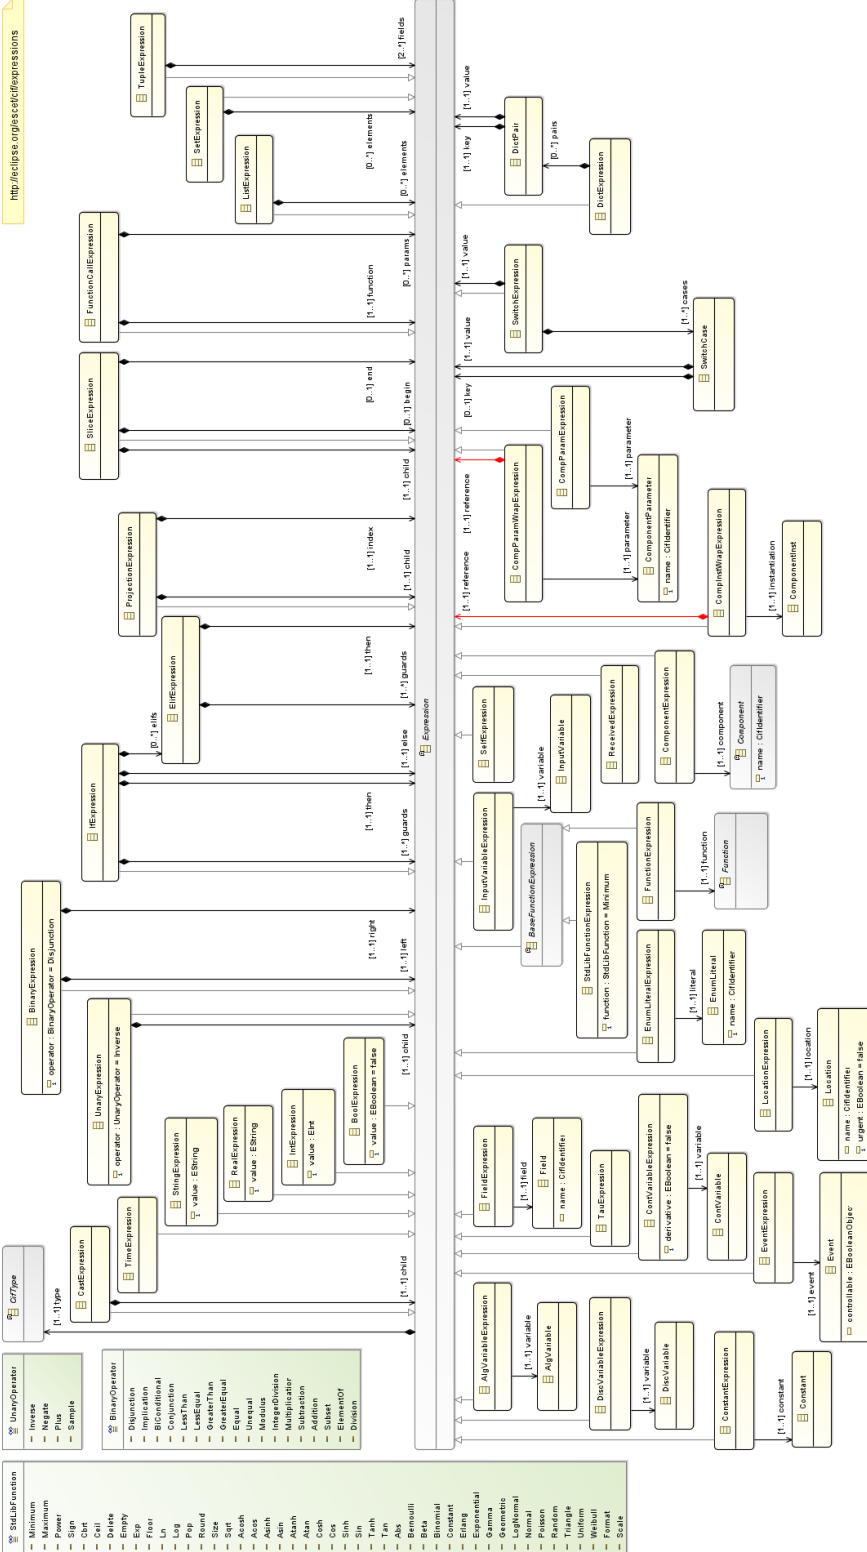 http://eclipse.org/escet/cif/expressions
TupleExpression
[2..*] fields
SetExpression
[0..*] elements
ListExpression
[0..*] elements
FunctionCallExpression
[0..*] params
[1..1] function
SliceExpression
[0..1] end
[0..1] begin
[1..1] child
ProjectionExpression
[1..1] index
[1..1] child
ElifExpression
[0..*] elifs
[1..1] then
[1..*] guards
IfExpression
[1..1] else
[1..1] then
[1..*] guards
BinaryExpression
operator : BinaryOperator = Disjunction
[1..1] right
[1..1] left
UnaryExpression
operator : UnaryOperator = Inverse
[1..1] child
StringExpression
value : EString
RealExpression
value : EString
IntExpression
value : EInt
BoolExpression
value : EBoolean = false
TimeExpression
CastExpression
[1..1] child
CifType
[1..1] type
Expression
[1..1] value
[1..1] key
DictPair
[0..*] pairs
DictExpression
[1..1] value
SwitchExpression
[1..*] cases
SwitchCase
[1..1] value
[0..1] key
CompParamExpression
[1..1] parameter
CompParamWrapExpression
[1..1] reference
[1..1] parameter
ComponentParameter
name : CifIdentifier
CompInstWrapExpression
[1..1] reference
[1..1] instantiation
ComponentInst
SelfExpression
InputVariable
[1..1] variable
InputVariableExpression
ReceivedExpression
ComponentExpression
[1..1] component
Component
name : CifIdentifier
BaseFunctionExpression
StdLibFunctionExpression
function : StdLibFunction = Minimum
FunctionExpression
[1..1] function
Function
EnumLiteralExpression
[1..1] literal
EnumLiteral
name : CifIdentifier
LocationExpression
[1..1] location
Location
name : CifIdentifier
urgent : EBoolean = false
FieldExpression
[1..1] field
Field
name : CifIdentifier
TauExpression
ContVariableExpression
derivative : EBoolean = false
[1..1] variable
ContVariable
EventExpression
[1..1] event
Event
controllable : EBooleanObjec
AlgVariableExpression
[1..1] variable
AlgVariable
DiscVariableExpression
[1..1] variable
DiscVariable
ConstantExpression
[1..1] constant
Constant
UnaryOperator
Inverse
Negate
Plus
Sample
BinaryOperator
Disjunction
Implication
BiConditional
Conjunction
LessThan
LessEqual
GreaterThan
GreaterEqual
Equal
Unequal
Modulus
IntegerDivision
Multiplication
Subtraction
Addition
Subset
ElementOf
Division
StdLibFunction
Minimum
Maximum
Power
Sign
Cbrt
Ceil
Delete
Empty
Exp
Floor
Ln
Log
Pop
Round
Size
Sqrt
Acosh
Acos
Asinh
Asin
Atanh
Atan
Cosh
Cos
Sinh
Sin
Tanh
Tan
Abs
Bernoulli
Beta
Binomial
Constant
Erlang
Exponential
Gamma
Geometric
LogNormal
Normal
Poisson
Random
Triangle
Uniform
Weibull
Format
Scale